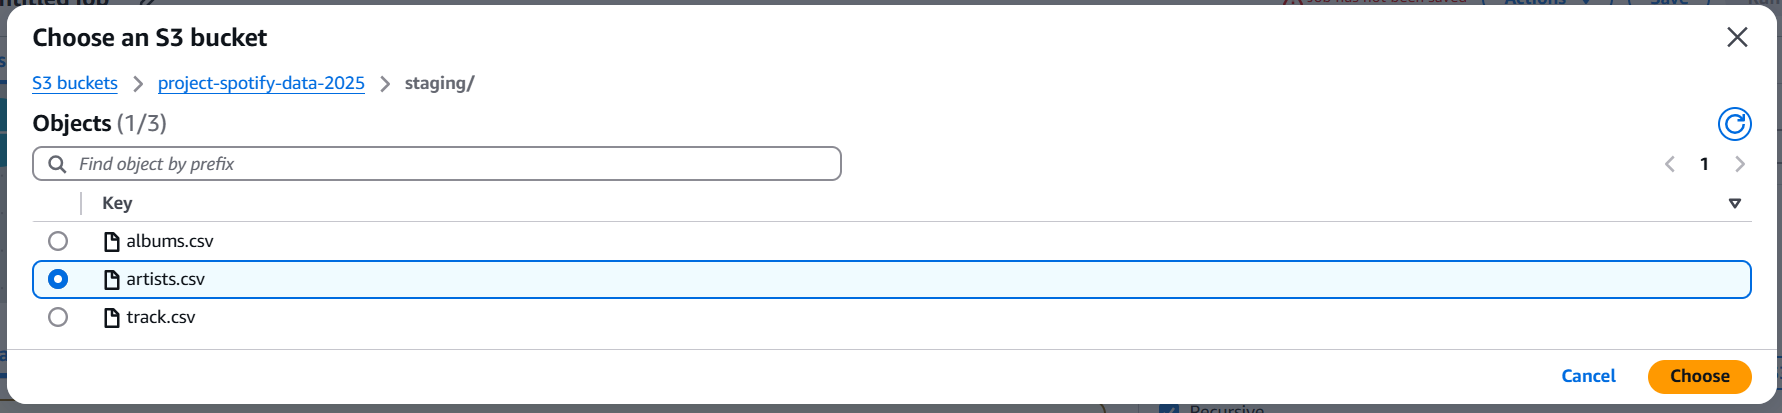 Choose an S3 bucket
S3 buckets > project-spotify-data-2025 > staging/
Objects (1/3)
Find object by prefix
1
Key
albums.csv
artists.csv
track.csv
Cancel
Choose
Recursive